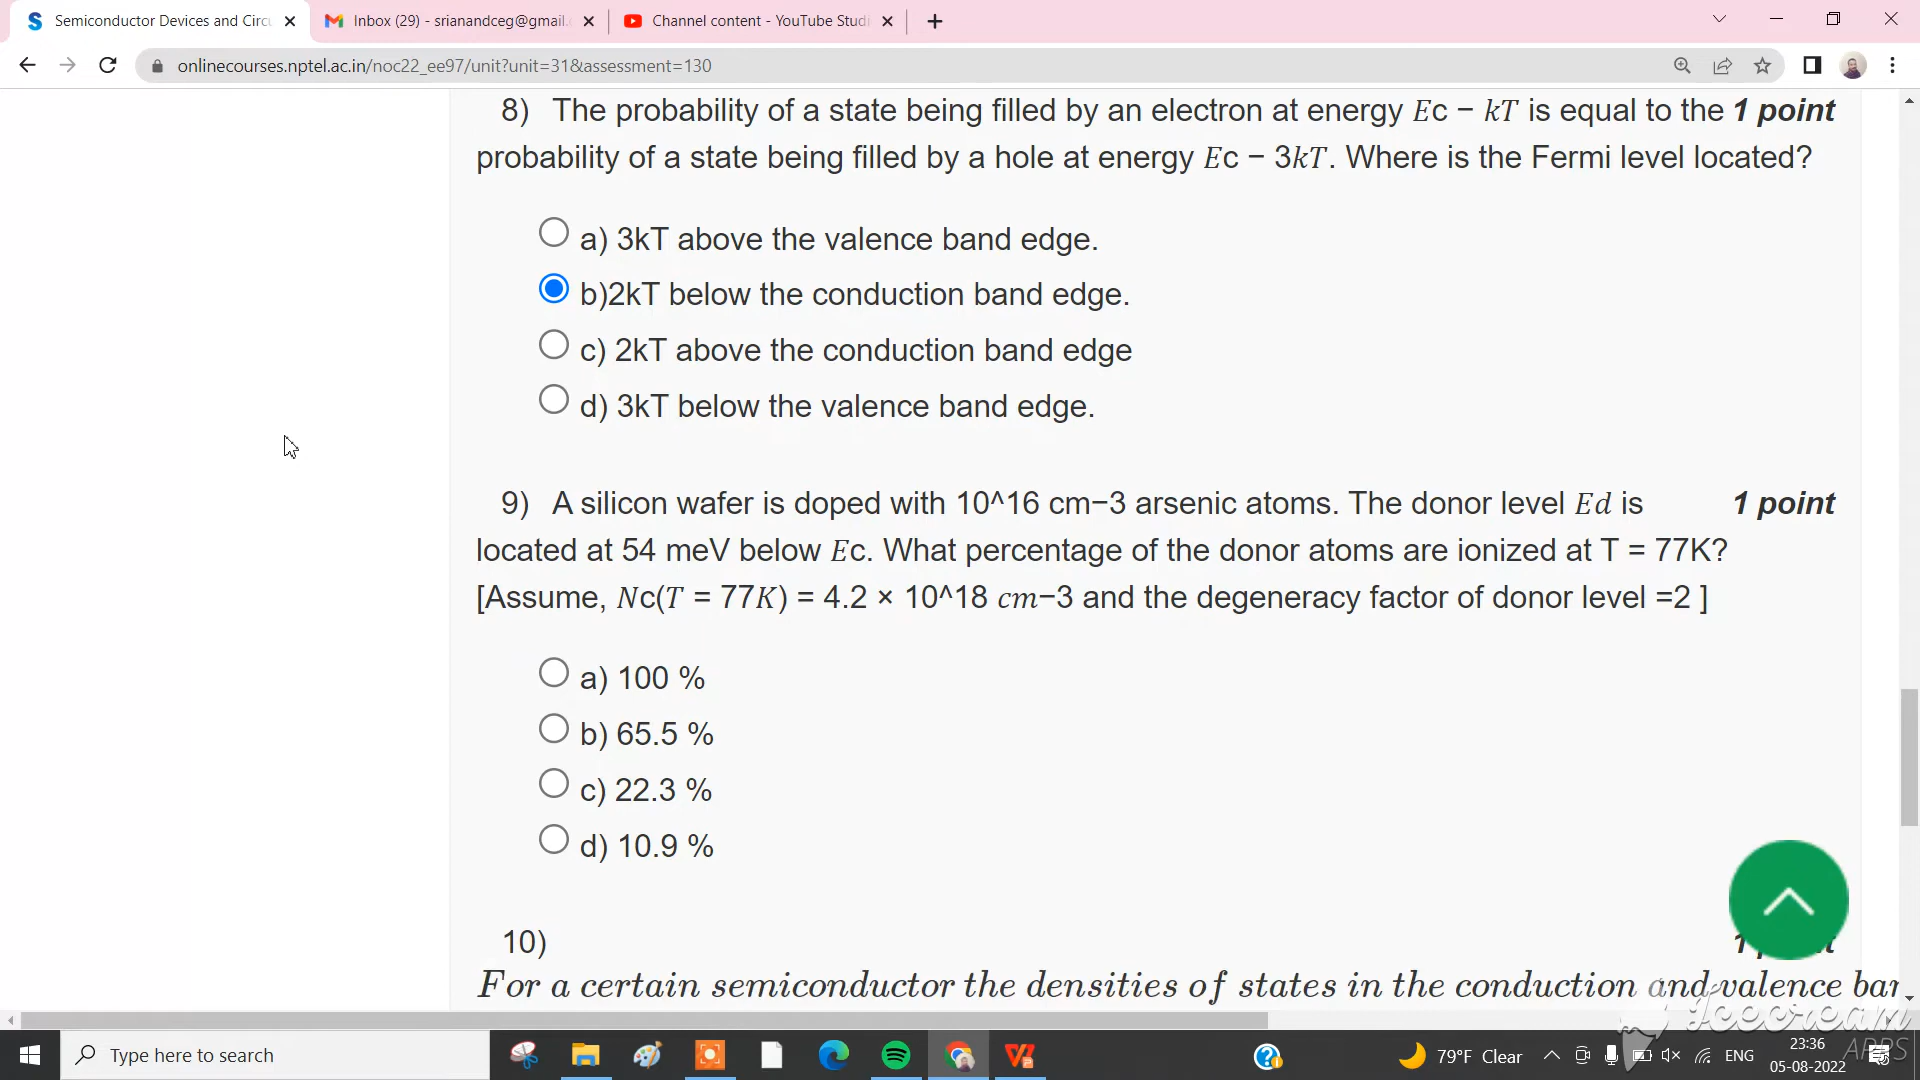 Semiconductor Devices and Circu
Inbox (29) - srianandceg@gmail.
Channel content - YouTube Studi
onlinecourses.nptel.ac.in/noc22_ee97/unit?unit=31&assessment=130
8) The probability of a state being filled by an electron at energy Ec − kT is equal to the 1 point
probability of a state being filled by a hole at energy Ec − 3kT. Where is the Fermi level located?
a) 3kT above the valence band edge.
b)2kT below the conduction band edge.
c) 2kT above the conduction band edge
d) 3kT below the valence band edge.
9) A silicon wafer is doped with 10^16 cm−3 arsenic atoms. The donor level Ed is 1 point
located at 54 meV below Ec. What percentage of the donor atoms are ionized at T = 77K?
[Assume, Nc(T = 77K) = 4.2 × 10^18 cm−3 and the degeneracy factor of donor level =2 ]
a) 100 %
b) 65.5 %
c) 22.3 %
d) 10.9 %
10)
For a certain semiconductor the densities of states in the conduction and valence ban
Icecream
APPS
Type here to search
79°F Clear
ENG
23:36
05-08-2022